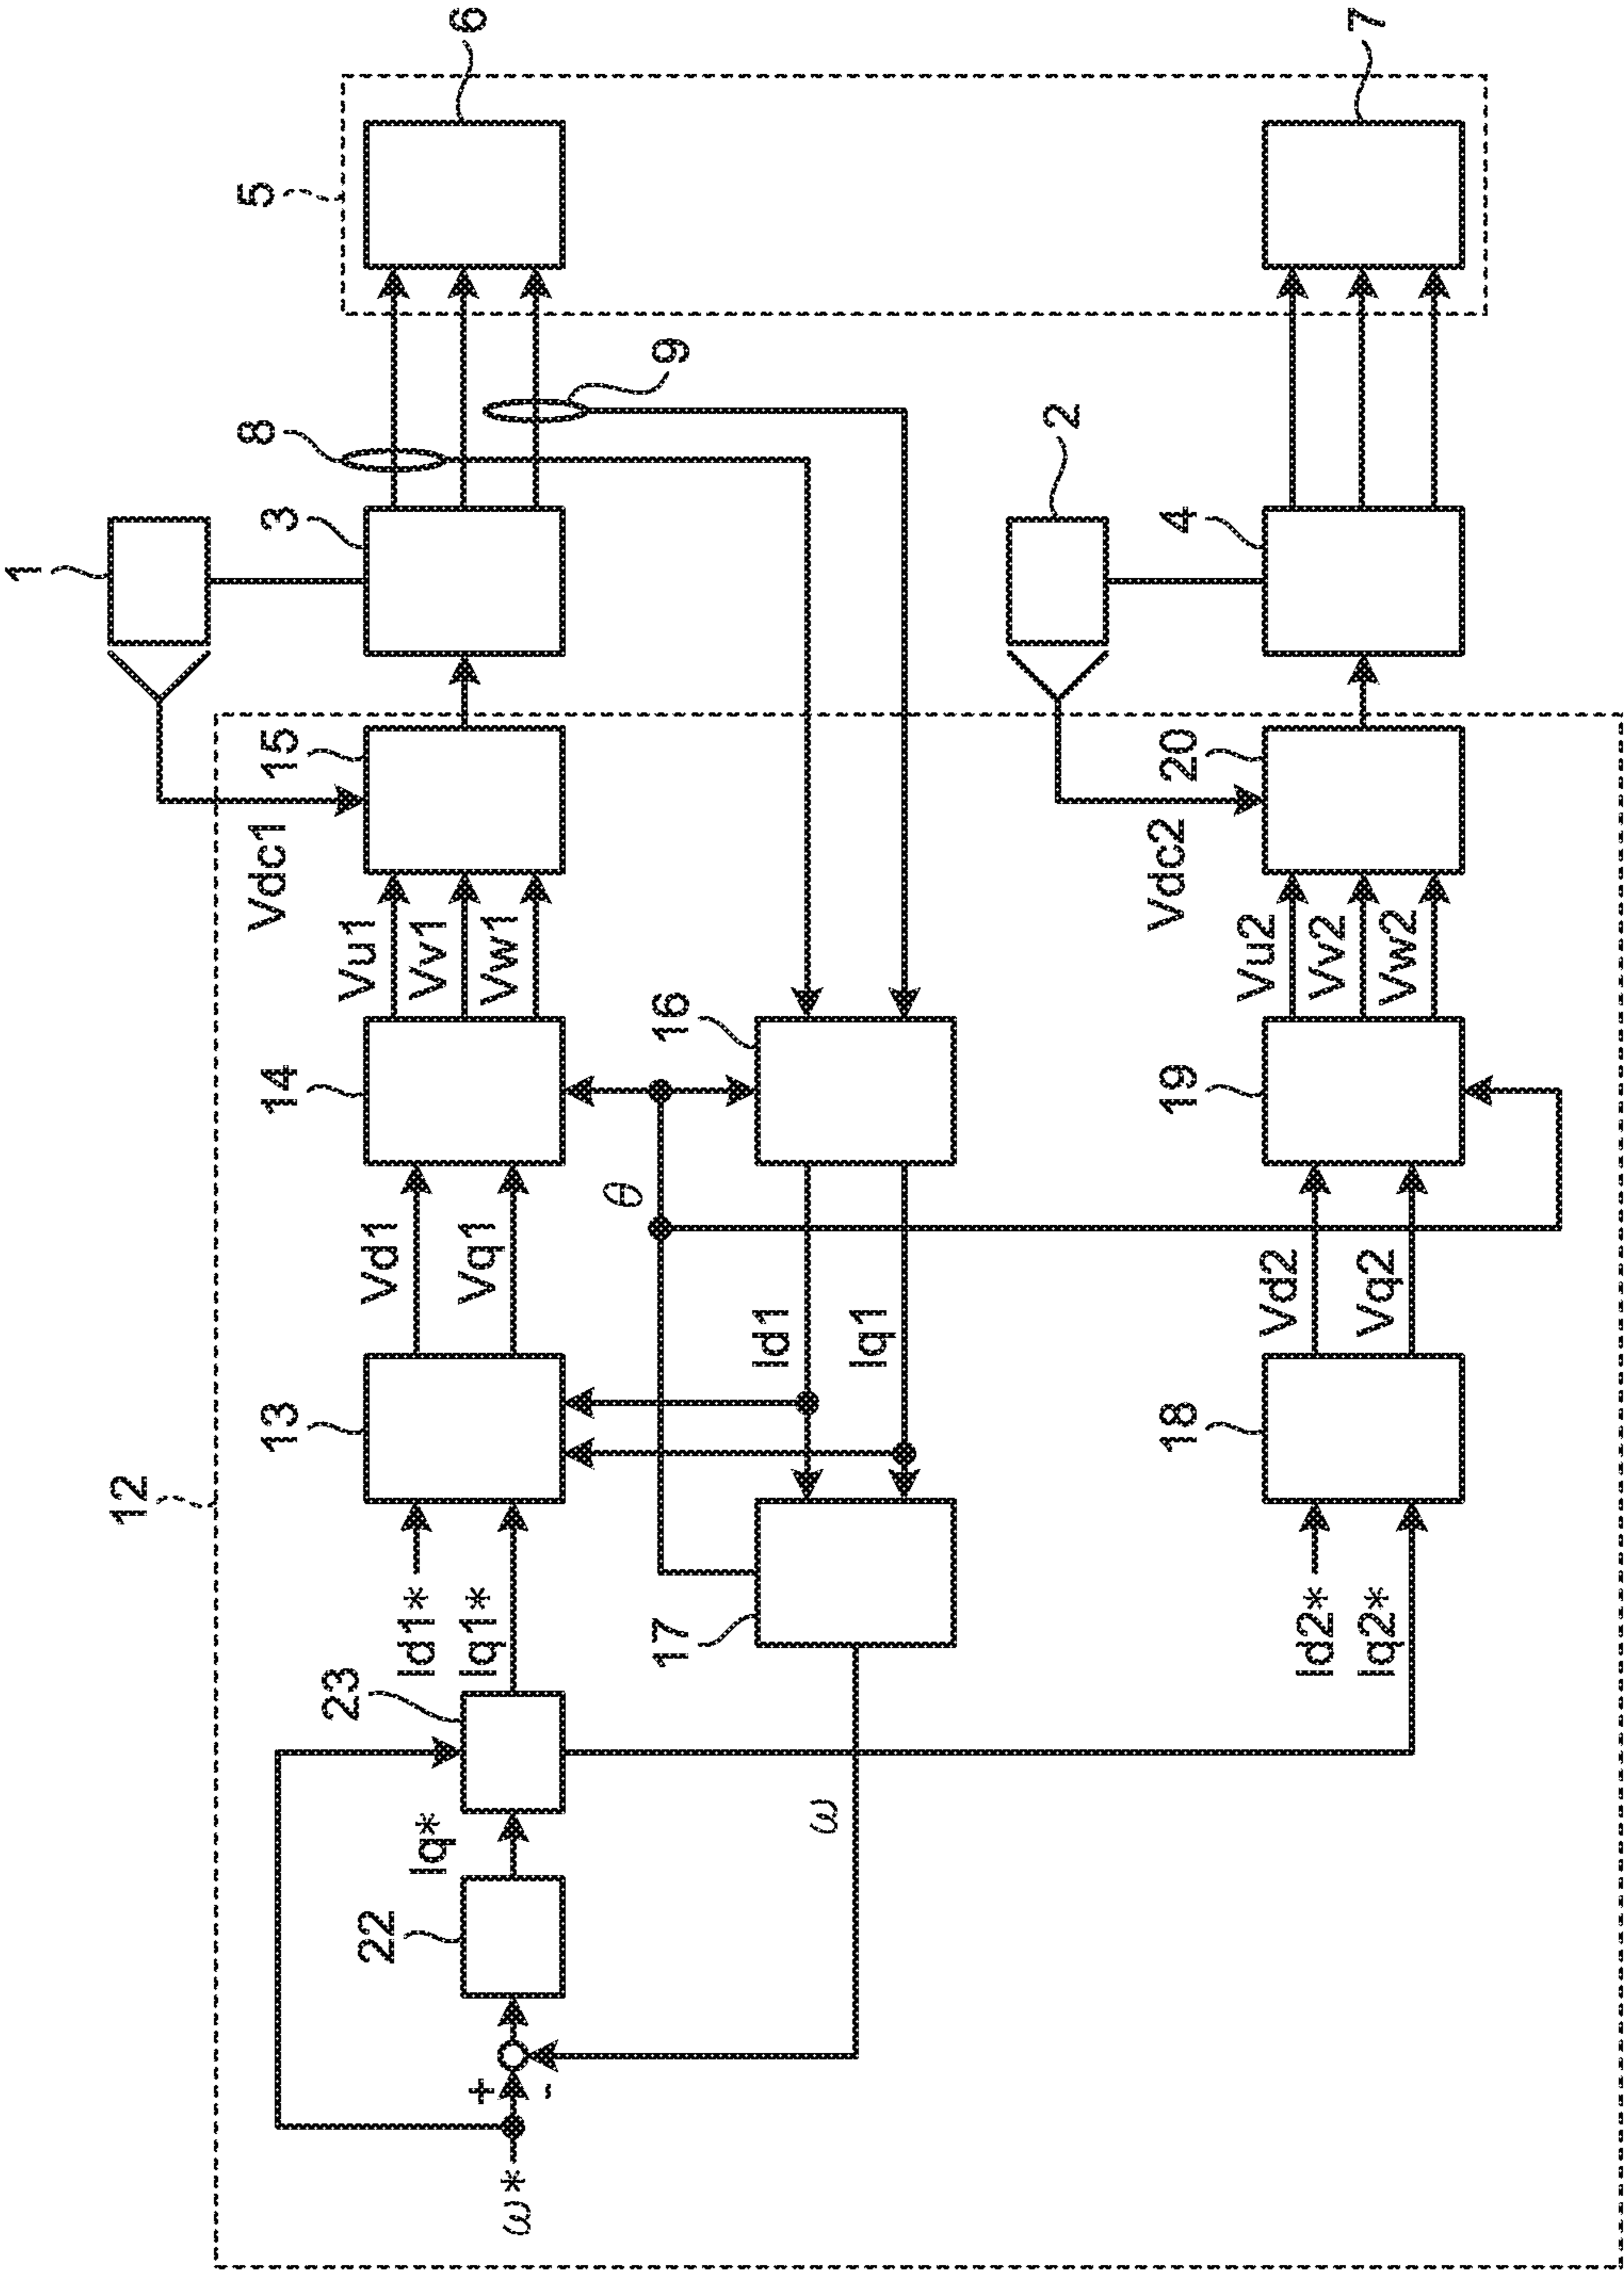 1
Vdc1
12
23
13
14
15
3
8
5
6
22
Iq*
Id1*
Iq1*
Vd1
Vq1
Vu1
Vv1
Vw1
ω*
+
-
θ
17
16
9
ω
Id1
Iq1
2
Vdc2
18
19
20
4
7
Id2*
Iq2*
Vd2
Vq2
Vu2
Vv2
Vw2